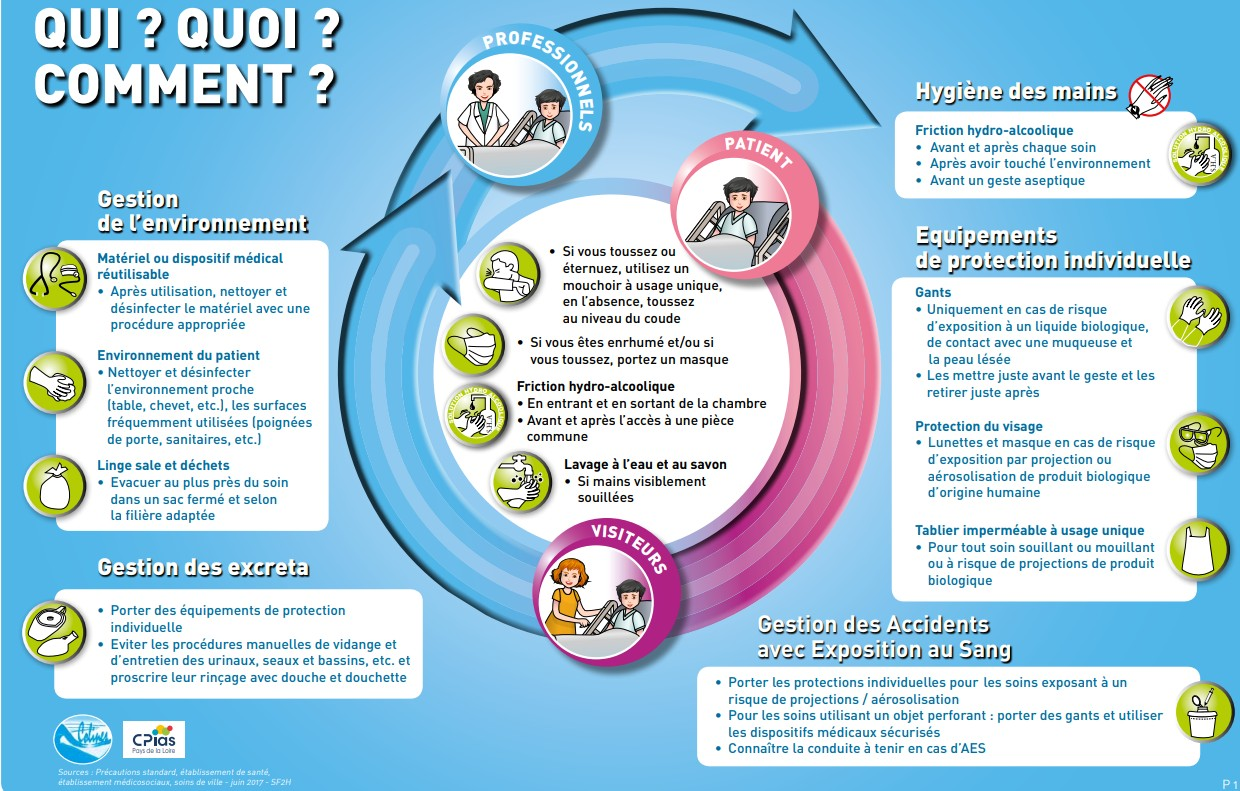 QUI ? QUOI ?
COMMENT ?
PROFESSIONNELS
PATIENT
VISITEURS
Gestion
de l'environnement
Matériel ou dispositif médical
réutilisable
• Après utilisation, nettoyer et
désinfecter le matériel avec une
procédure appropriée
Environnement du patient
• Nettoyer et désinfecter
l'environnement proche
(table, chevet, etc.), les surfaces
fréquemment utilisées (poignées
de porte, sanitaires, etc.)
Linge sale et déchets
• Evacuer au plus près du soin
dans un sac fermé et selon
la filière adaptée
Gestion des excreta
• Porter des équipements de protection
individuelle
• Eviter les procédures manuelles de vidange et
d'entretien des urinaux, seaux et bassins, etc. et
proscrire leur rinçage avec douche et douchette
• Si vous toussez ou
éternuez, utilisez un
mouchoir à usage unique,
en l'absence, toussez
au niveau du coude
• Si vous êtes enrhumé et/ou si
vous toussez, portez un masque
Friction hydro-alcoolique
• En entrant et en sortant de la chambre
• Avant et après l'accès à une pièce
commune
Lavage à l'eau et au savon
• Si mains visiblement
souillées
Hygiène des mains
Friction hydro-alcoolique
• Avant et après chaque soin
• Après avoir touché l'environnement
• Avant un geste aseptique
Equipements
de protection individuelle
Gants
• Uniquement en cas de risque
d'exposition à un liquide biologique,
de contact avec une muqueuse et
la peau lésée
• Les mettre juste avant le geste et les
retirer juste après
Protection du visage
• Lunettes et masque en cas de risque
d'exposition par projection ou
aérosolisation de produit biologique
d'origine humaine
Tablier imperméable à usage unique
• Pour tout soin souillant ou mouillant
ou à risque de projections de produit
biologique
Gestion des Accidents
avec Exposition au Sang
• Porter les protections individuelles pour les soins exposant à un
risque de projections / aérosolisation
• Pour les soins utilisant un objet perforant : porter des gants et utiliser
les dispositifs médicaux sécurisés
• Connaître la conduite à tenir en cas d'AES
CPias
Pays de la Loire
Sources : Précautions standard, établissement de santé,
établissement médicosociaux, soins de ville - juin 2017 - SF2H
P 1